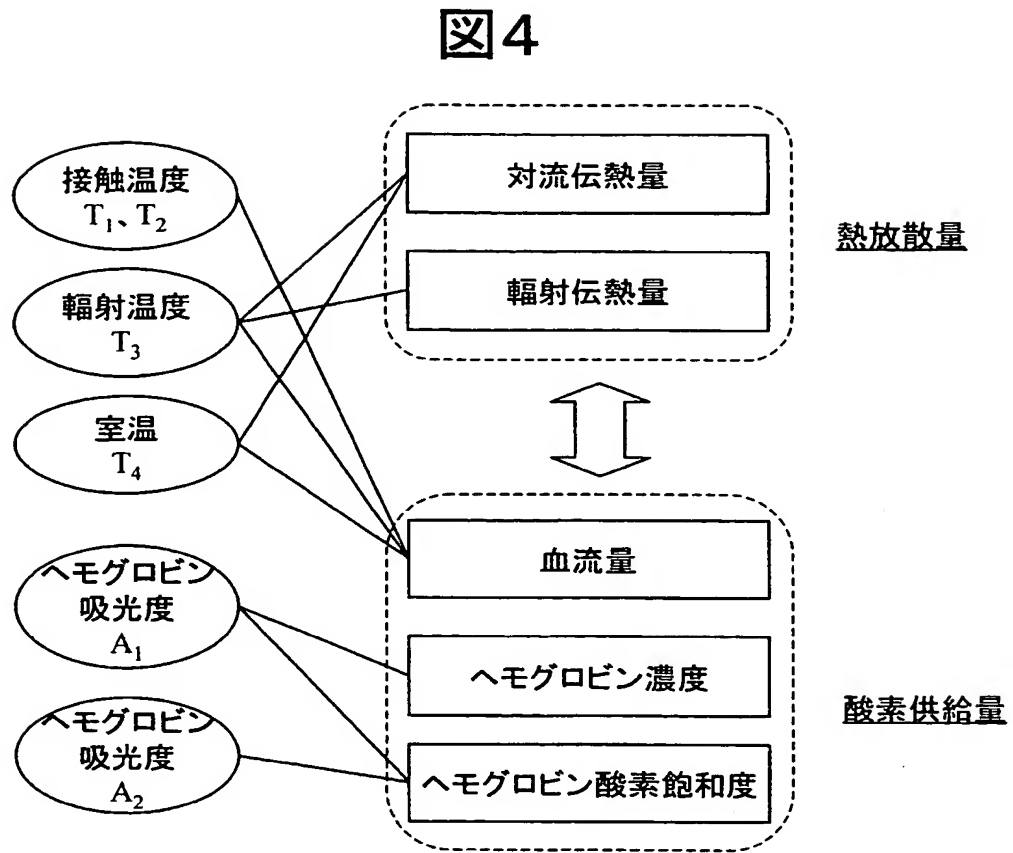 図4
接触温度
T1、T2
輻射温度
T3
室温
T4
ヘモグロビン
吸光度
A1
ヘモグロビン
吸光度
A2
対流伝熱量
輻射伝熱量
熱放散量
血流量
ヘモグロビン濃度
ヘモグロビン酸素飽和度
酸素供給量